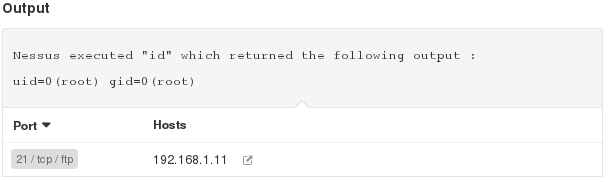 Output
Nessus executed "id" which returned the following output :
uid=0(root) gid=0(root)
Port Hosts
21 / tcp / ftp 192.168.1.11